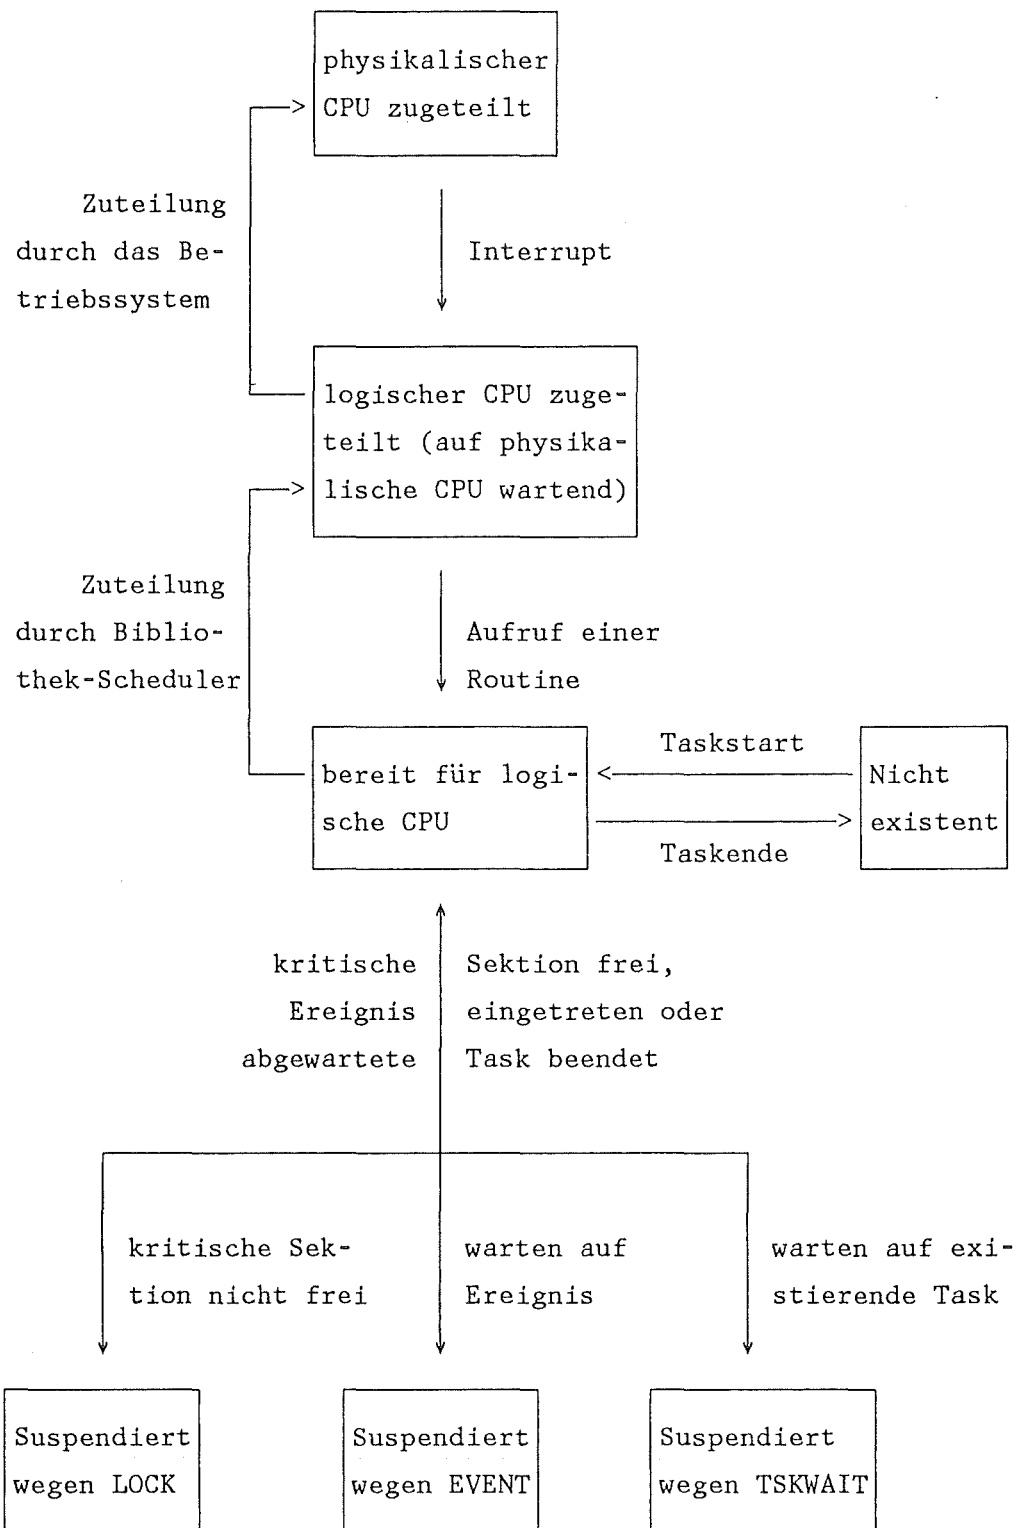 physikalischer
CPU zugeteilt
Zuteilung
durch das Be-
triebssystem
Interrupt
logischer CPU zuge-
teilt (auf physika-
lische CPU wartend)
Zuteilung
durch Biblio-
thek-Scheduler
Aufruf einer
Routine
bereit für logi-
sche CPU
Taskstart
Taskende
Nicht
existent
kritische Sektion frei,
Ereignis eingetreten oder
abgewartete Task beendet
kritische Sek-
tion nicht frei
warten auf
Ereignis
warten auf exi-
stierende Task
Suspendiert
wegen LOCK
Suspendiert
wegen EVENT
Suspendiert
wegen TSKWAIT